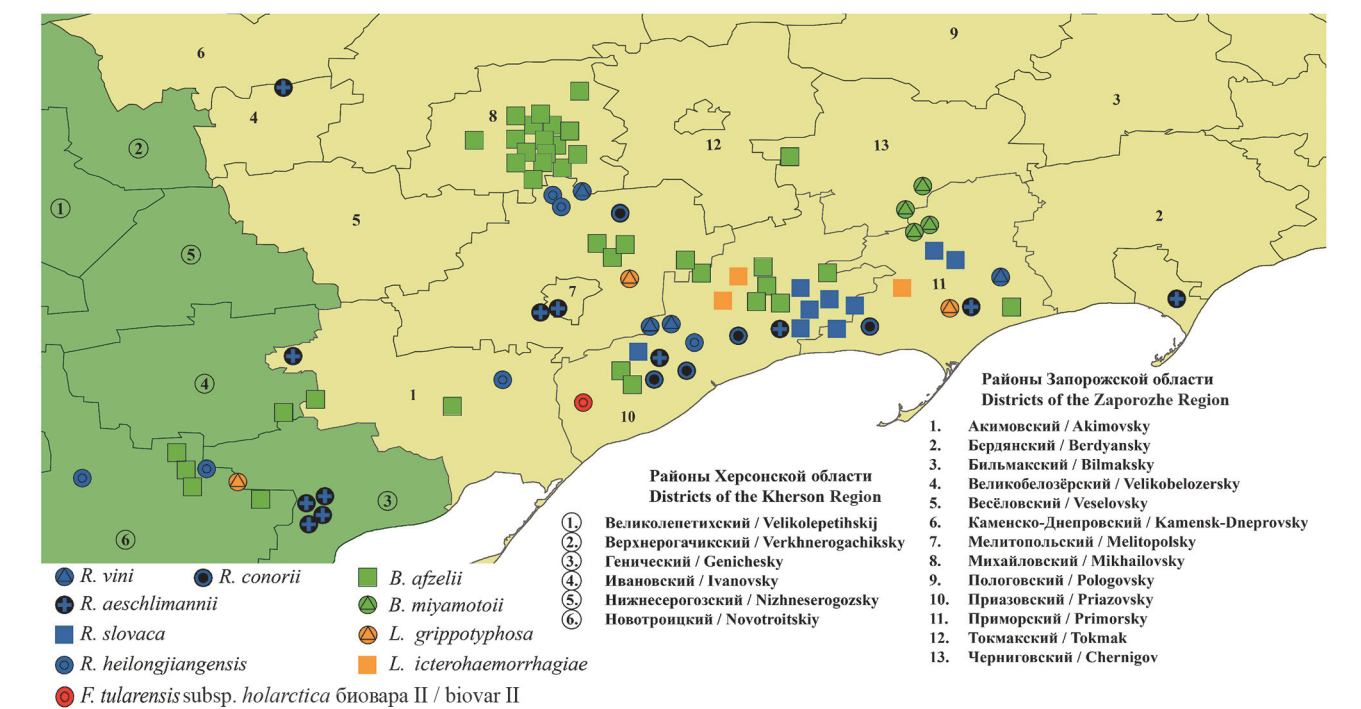 9
6
3
4
8
12
13
②
①
5
2
⑤
7
11
④
1
10
③
⑥
Районы Запорожской области
Districts of the Zaporozhe Region
1. Акимовский / Akimovsky
2. Бердянский / Berdyansky
3. Бильмакский / Bilmaksky
4. Великобелозёрский / Velikobelozersky
5. Весёловский / Veselovsky
6. Каменско-Днепровский / Kamensk-Dneprovsky
7. Мелитопольский / Melitopolsky
8. Михайловский / Mikhailovsky
9. Пологовский / Pologovsky
10. Приазовский / Priazovsky
11. Приморский / Primorsky
12. Токмакский / Tokmak
13. Черниговский / Chernigov
Районы Херсонской области
Districts of the Kherson Region
①. Великолепетихский / Velikolepetihskij
②. Верхнерогачикский / Verkhnerogachiksky
③. Генический / Genichesky
④. Ивановский / Ivanovsky
⑤. Нижнесерогозский / Nizhneserogozsky
⑥. Новотроицкий / Novotroitskiy
R. vini
R. conorii
R. aeschlimannii
R. slovaca
R. heilongjiangensis
B. afzelii
B. miyamotoii
L. grippotyphosa
L. icterohaemorrhagiae
F. tularensis subsp. holarctica биовара II / biovar II